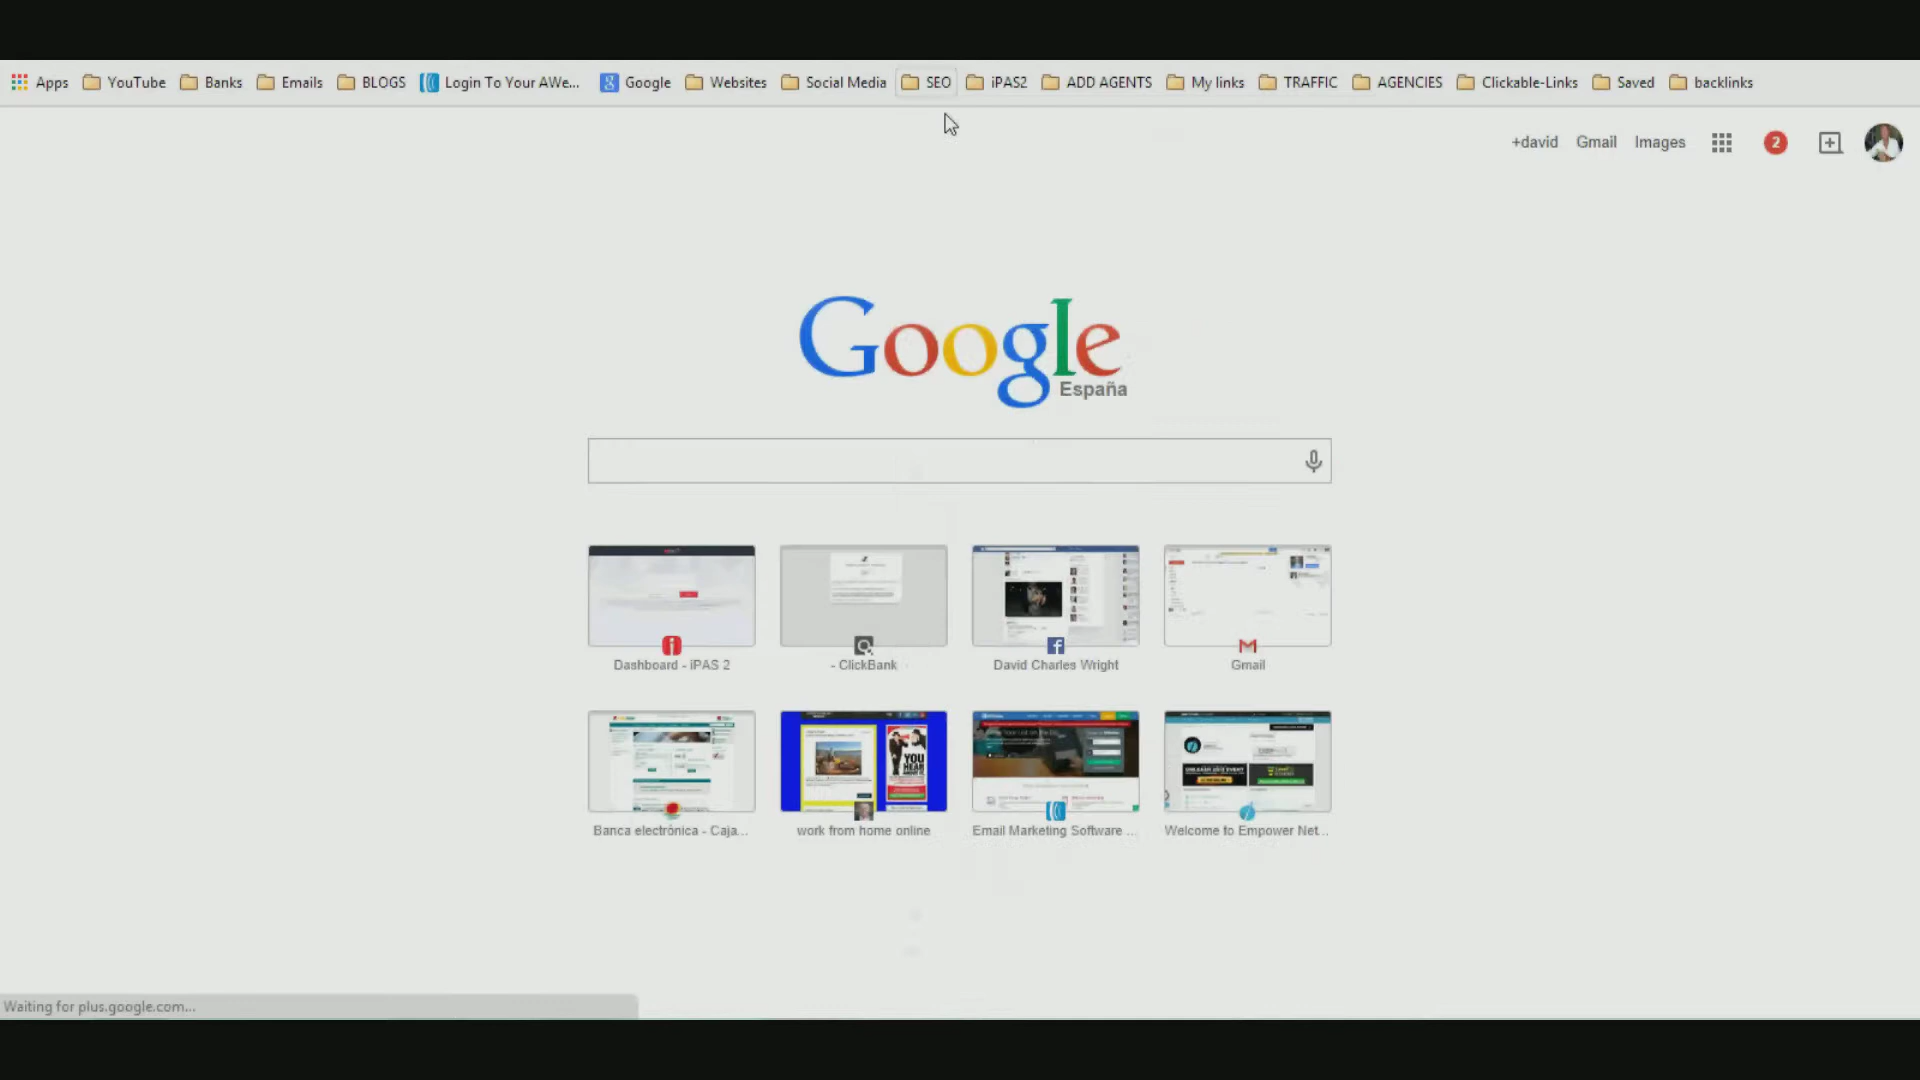 Apps YouTube Banks Emails BLOGS Login To Your AWe... Google Websites Social Media SEO iPAS2 ADD AGENTS My links TRAFFIC AGENCIES Clickable-Links Saved backlinks
+david Gmail Images 2
Google
España
Dashboard - iPAS 2 - ClickBank David Charles Wright Gmail
YOU
HEAR
Banca electrónica - Caja... work from home online Email Marketing Software ... Welcome to Empower Net...
Waiting for plus.google.com...